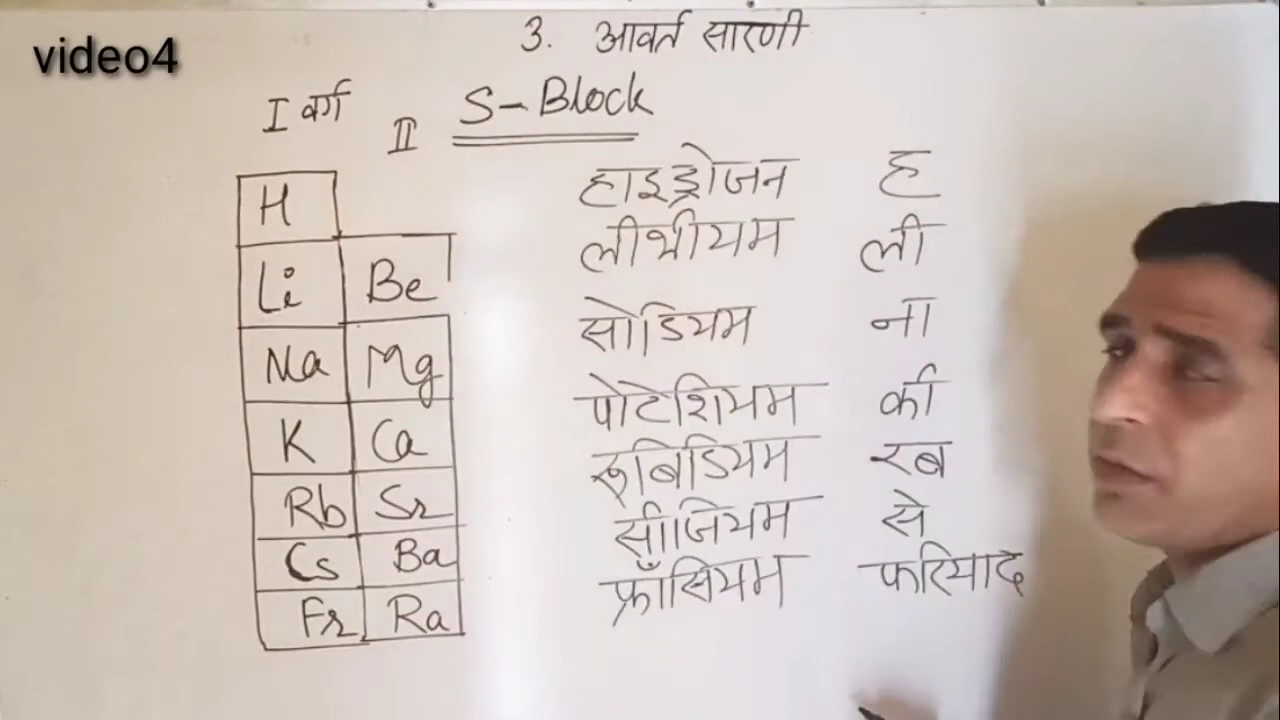 video4
3. आवर्त सारणी
I वर्ग II S-Block
H हाइड्रोजन ह
Li Be लीथीयम ली
Na Mg सोडियम ना
K Ca पोटेशियम की
Rb Sr रूबिडियम रब
Cs Ba सीजियम से
Fr Ra फ्राँसियम फरियाद